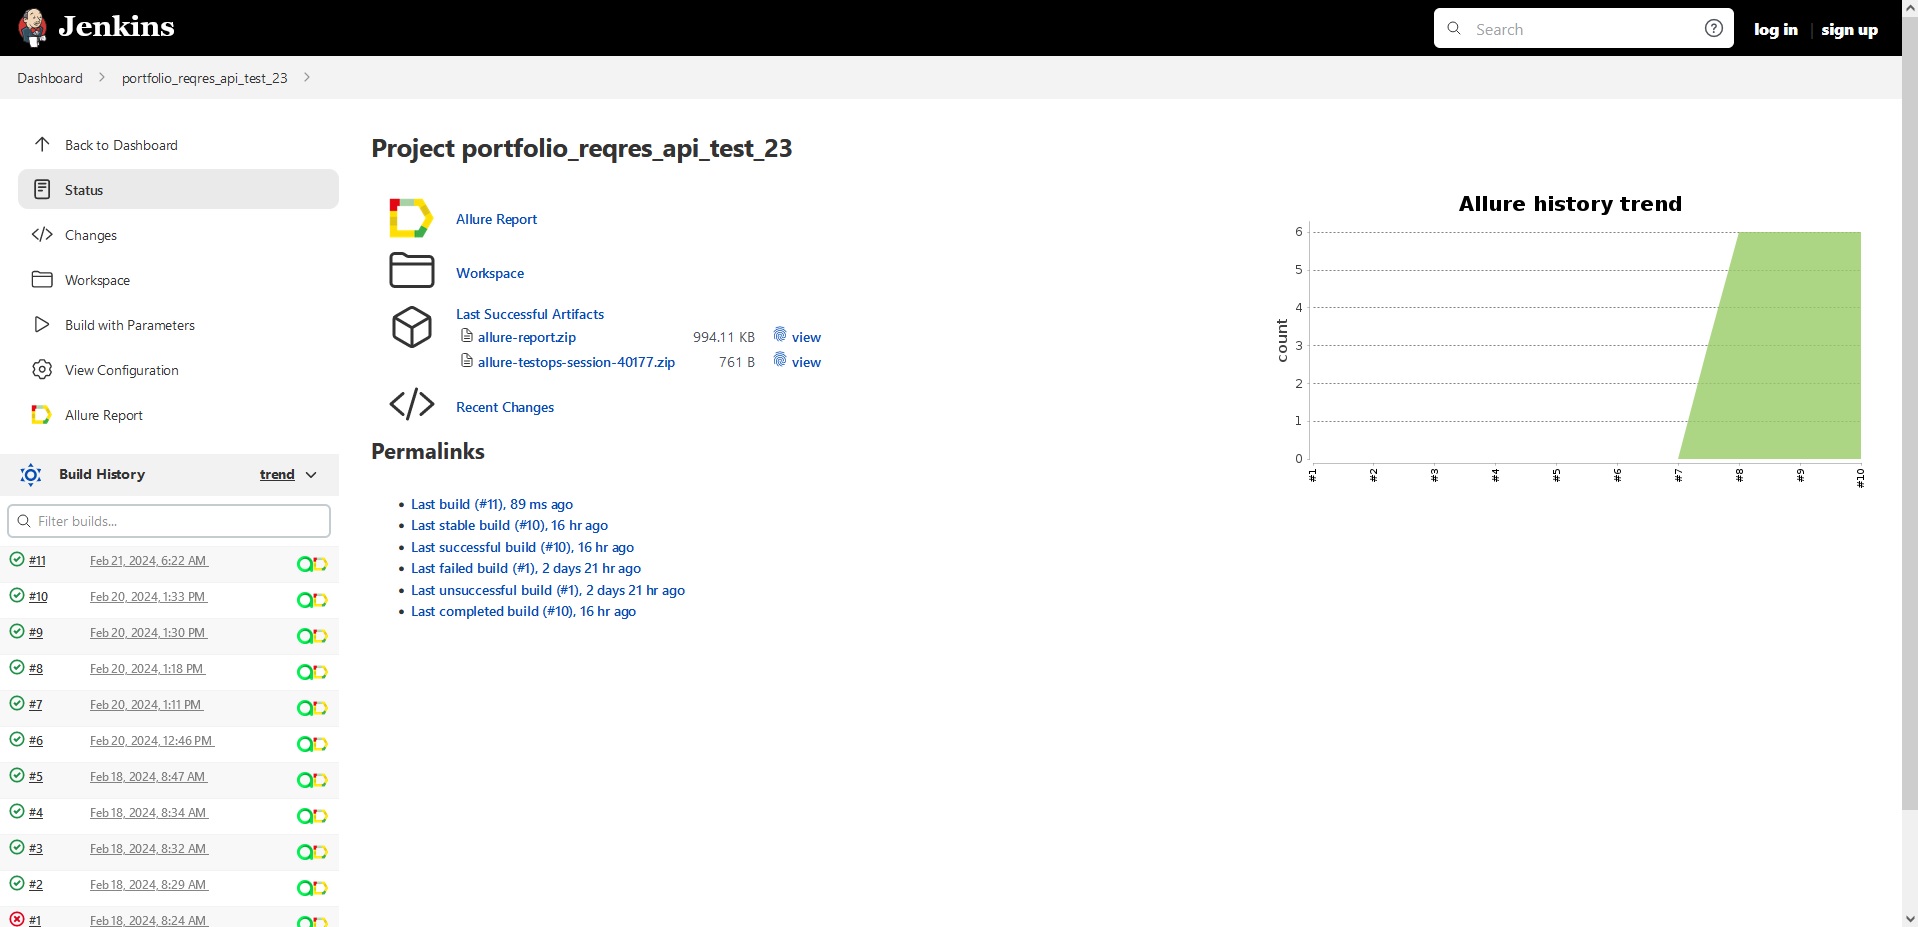 Jenkins
Search
log in
sign up
Dashboard
portfolio_reqres_api_test_23
Back to Dashboard
Status
Changes
Workspace
Build with Parameters
View Configuration
Allure Report
Build History
trend
Filter builds...
#11 Feb 21, 2024, 6:22 AM
#10 Feb 20, 2024, 1:33 PM
#9 Feb 20, 2024, 1:30 PM
#8 Feb 20, 2024, 1:18 PM
#7 Feb 20, 2024, 1:11 PM
#6 Feb 20, 2024, 12:46 PM
#5 Feb 18, 2024, 8:47 AM
#4 Feb 18, 2024, 8:34 AM
#3 Feb 18, 2024, 8:32 AM
#2 Feb 18, 2024, 8:29 AM
#1 Feb 18, 2024, 8:24 AM
Project portfolio_reqres_api_test_23
Allure Report
Workspace
Last Successful Artifacts
allure-report.zip 994.11 KB view
allure-testops-session-40177.zip 761 B view
Recent Changes
Permalinks
• Last build (#11), 89 ms ago
• Last stable build (#10), 16 hr ago
• Last successful build (#10), 16 hr ago
• Last failed build (#1), 2 days 21 hr ago
• Last unsuccessful build (#1), 2 days 21 hr ago
• Last completed build (#10), 16 hr ago
Allure history trend
count
6
5
4
3
2
1
0
#1 #2 #3 #4 #5 #6 #7 #8 #9 #10